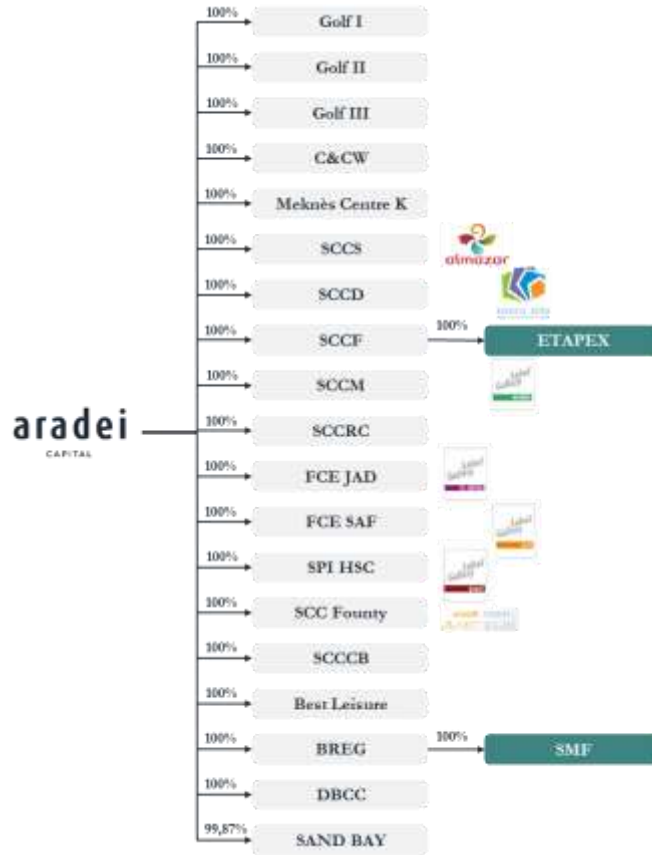 100%
Golf I
100%
Golf II
100%
Golf III
100%
C&CW
100%
Meknès Centre K
100%
SCCS
almazar
100%
SCCD
100%
SCCF
100%
ETAPEX
100%
SCCM
aradei
CAPITAL
100%
SCCRC
100%
FCE JAD
100%
FCE SAF
100%
SPI HSC
100%
SCC Founty
100%
SCCCB
100%
Best Leisure
100%
BREG
100%
SMF
100%
DBCC
99,87%
SAND BAY